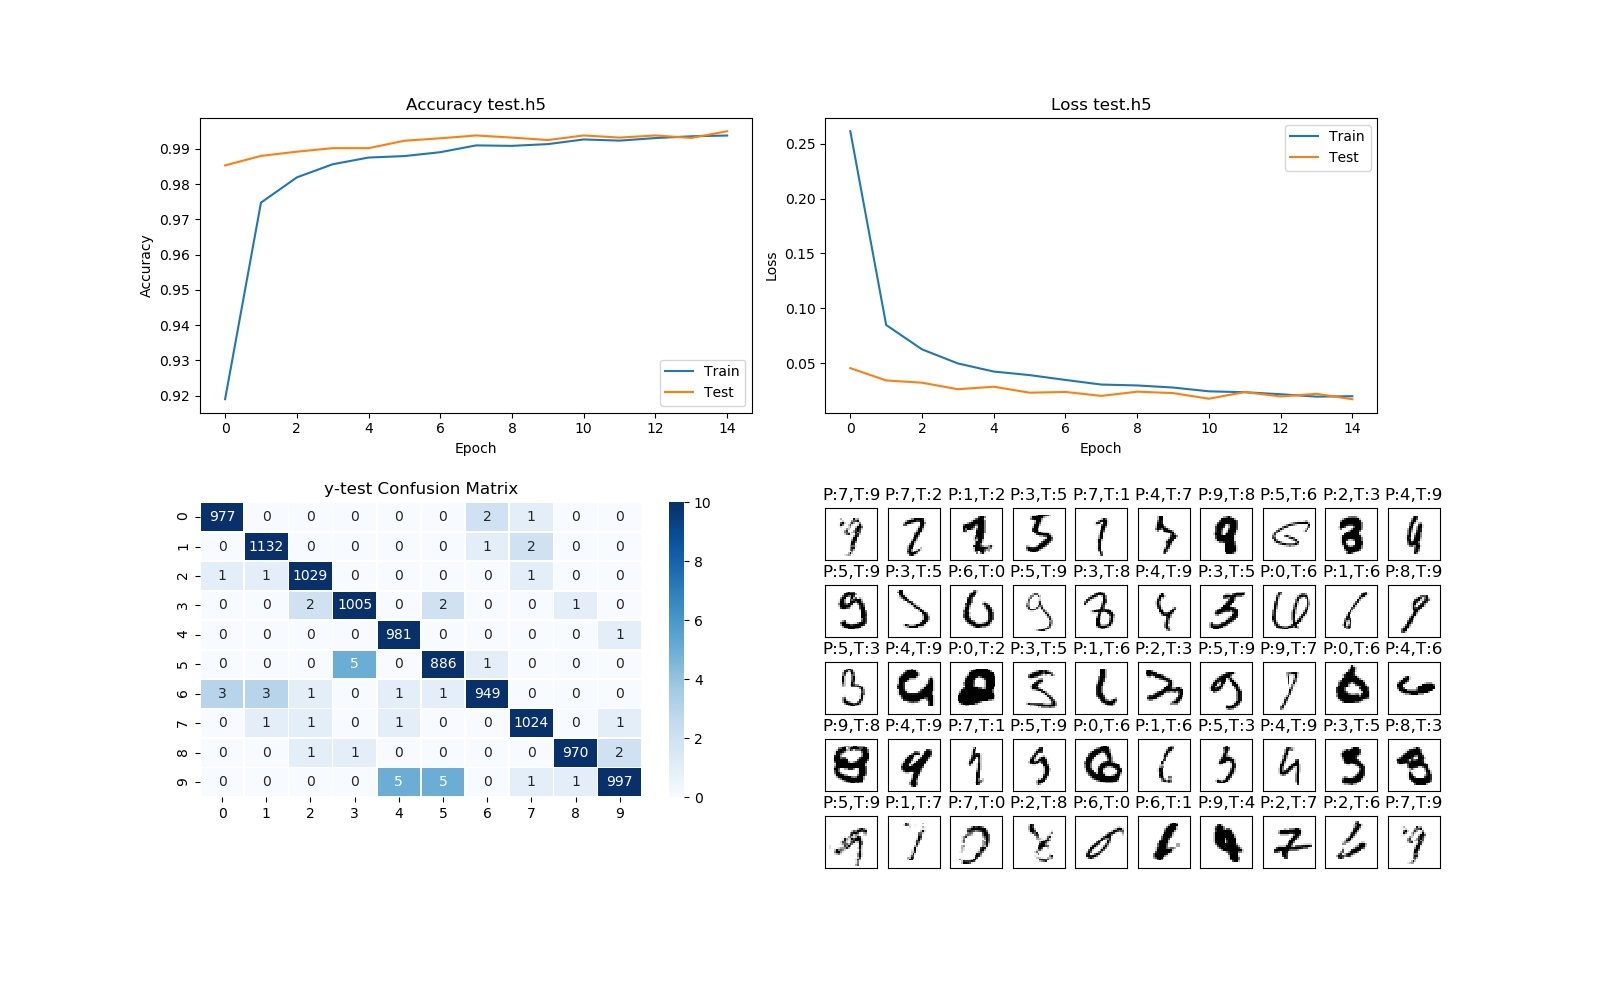 Accuracy test.h5
0.99
0.98
0.97
0.96
0.95
0.94
0.93
0.92
Accuracy
Train
Test
0 2 4 6 8 10 12 14
Epoch
Loss test.h5
0.25
0.20
0.15
0.10
0.05
Loss
Train
Test
0 2 4 6 8 10 12 14
Epoch
y-test Confusion Matrix
0 977 0 0 0 0 0 2 1 0 0
1 0 1132 0 0 0 0 1 2 0 0
2 1 1 1029 0 0 0 0 1 0 0
3 0 0 2 1005 0 2 0 0 1 0
4 0 0 0 0 981 0 0 0 0 1
5 0 0 0 5 0 886 1 0 0 0
6 3 3 1 0 1 1 949 0 0 0
7 0 1 1 0 1 0 0 1024 0 1
8 0 0 1 1 0 0 0 0 970 2
9 0 0 0 0 5 5 0 1 1 997
0 1 2 3 4 5 6 7 8 9
10
8
6
4
2
0
P:7,T:9 P:7,T:2 P:1,T:2 P:3,T:5 P:7,T:1 P:4,T:7 P:9,T:8 P:5,T:6 P:2,T:3 P:4,T:9
P:5,T:9 P:3,T:5 P:6,T:0 P:5,T:9 P:3,T:8 P:4,T:9 P:3,T:5 P:0,T:6 P:1,T:6 P:8,T:9
P:5,T:3 P:4,T:9 P:0,T:2 P:3,T:5 P:1,T:6 P:2,T:3 P:5,T:9 P:9,T:7 P:0,T:6 P:4,T:6
P:9,T:8 P:4,T:9 P:7,T:1 P:5,T:9 P:0,T:6 P:1,T:6 P:5,T:3 P:4,T:9 P:3,T:5 P:8,T:3
P:5,T:9 P:1,T:7 P:7,T:0 P:2,T:8 P:6,T:0 P:6,T:1 P:9,T:4 P:2,T:7 P:2,T:6 P:7,T:9